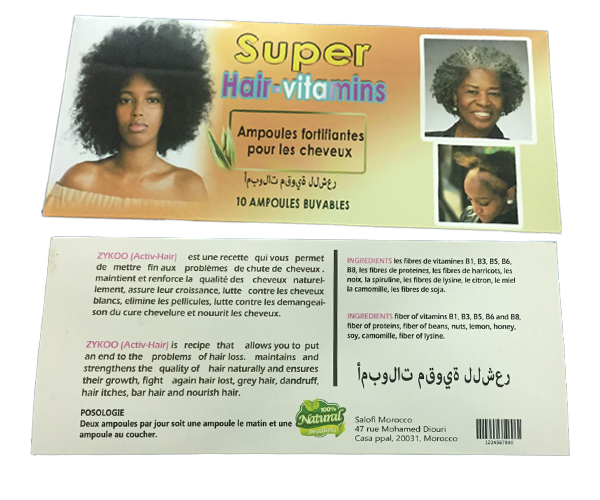 Super
Hair-vitamins
Ampoules fortifiantes
pour les cheveux
رعشلل ةيوقم تالوبمأ
10 AMPOULES BUVABLES
ZYKOO (Activ-Hair) est une recette qui vous permet
de mettre fin aux problèmes de chute de cheveux .
maintient et renforce la qualité des cheveux naturel-
lement, assure leur croissance, lutte contre les cheveux
blancs, elimine les pellicules, lutte contre les demangeai-
son du cure chevelure et nouurit les cheveux.
ZYKOO (Activ-Hair) is recipe that allows you to put
an end to the problems of hair loss. maintains and
strengthens the quality of hair naturally and ensures
their growth, fight again hair lost, grey hair, dandruff,
hair itches, bar hair and nourish hair.
POSOLOGIE
Deux ampoules par jour soit une ampoule le matin et une
ampoule au coucher.
100%
Natural
products
INGREDIENTS les fibres de vitamines B1, B3, B5, B6,
B8, les fibres de proteines, les fibres de harricots, les
noix, la spiruline, les fibres de lysine, le citron, le miel
la camomille, les fibres de soja.
INGREDIENTS fiber of vitamins B1, B3, B5, B6 and B8,
fiber of proteins, fiber of beans, nuts, lemon, honey,
soy, camomille, fiber of lysine.
رعشلل ةيوقم تالوبمأ
Salofi Morocco
47 rue Mohamed Diouri
Casa ppal, 20031, Morocco
1234567890